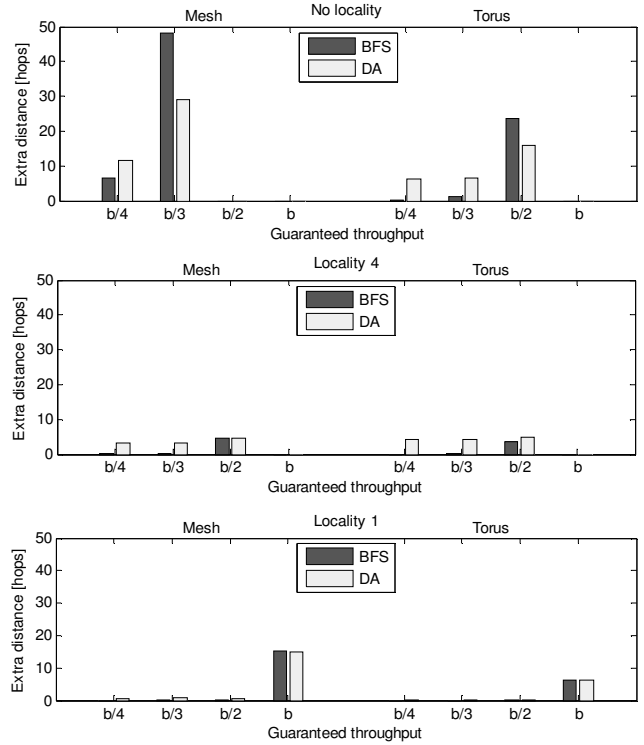 Mesh No locality Torus
BFS
DA
Extra distance [hops]
50
40
30
20
10
0
b/4 b/3 b/2 b b/4 b/3 b/2 b
Guaranteed throughput
Mesh Locality 4 Torus
BFS
DA
Extra distance [hops]
50
40
30
20
10
0
b/4 b/3 b/2 b b/4 b/3 b/2 b
Guaranteed throughput
Mesh Locality 1 Torus
BFS
DA
Extra distance [hops]
50
40
30
20
10
0
b/4 b/3 b/2 b b/4 b/3 b/2 b
Guaranteed throughput